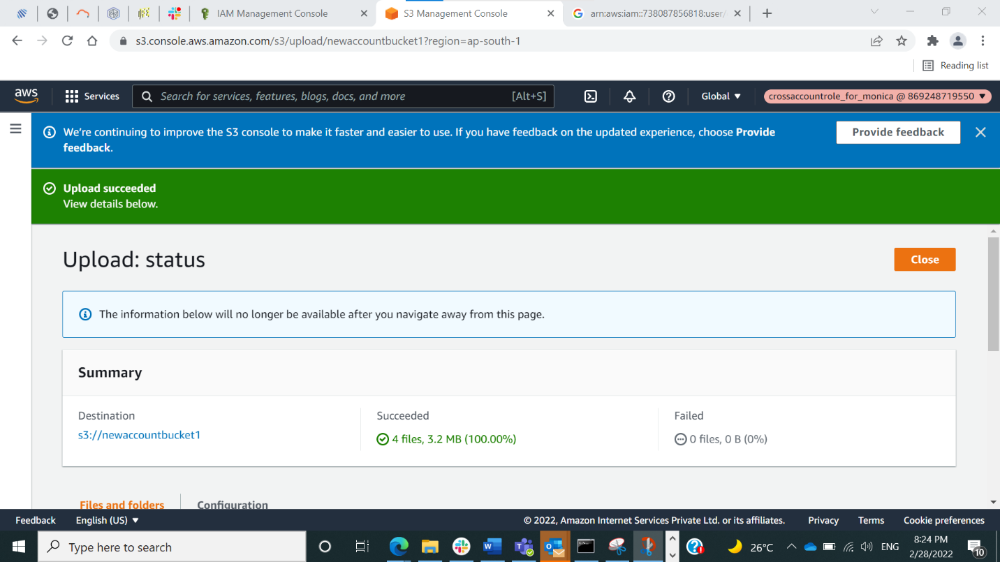 IAM Management Console
S3 Management Console
arn:aws:iam::738087856818:user/
s3.console.aws.amazon.com/s3/upload/newaccountbucket1?region=ap-south-1
Reading list
aws
Services
Search for services, features, blogs, docs, and more
[Alt+S]
Global
crossaccountrole_for_monica @ 869248719550
We're continuing to improve the S3 console to make it faster and easier to use. If you have feedback on the updated experience, choose Provide
feedback.
Provide feedback
Upload succeeded
View details below.
Upload: status
Close
The information below will no longer be available after you navigate away from this page.
Summary
Destination
s3://newaccountbucket1
Succeeded
4 files, 3.2 MB (100.00%)
Failed
0 files, 0 B (0%)
Files and folders
Configuration
Feedback
English (US)
© 2022, Amazon Internet Services Private Ltd. or its affiliates.
Privacy
Terms
Cookie preferences
Type here to search
26°C
ENG
8:24 PM
2/28/2022
10